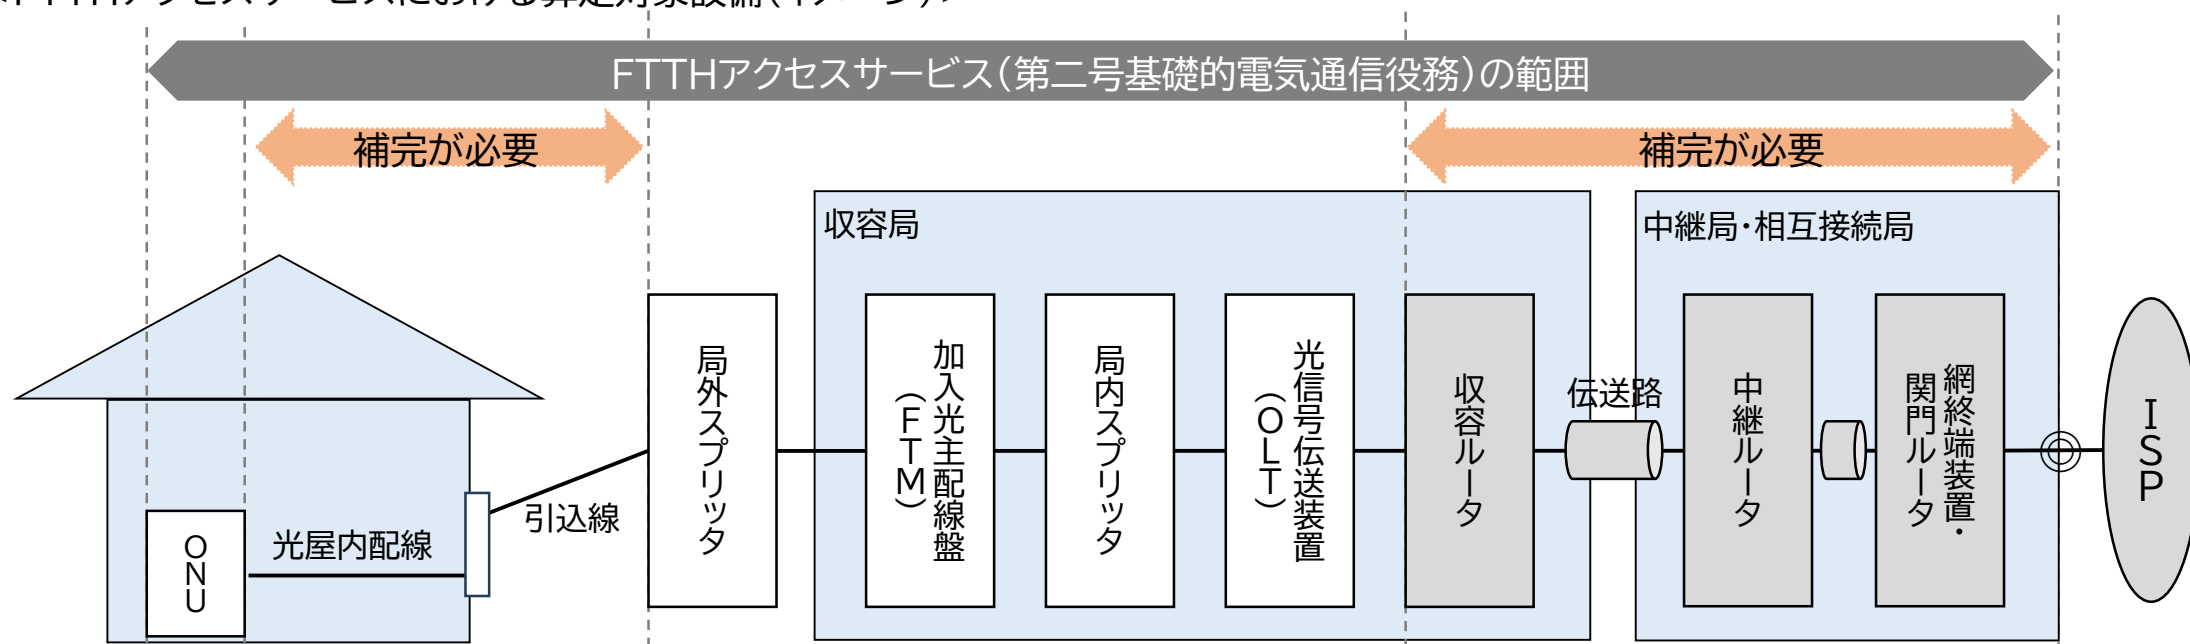 FTTHアクセスサービス(第二号基礎的電気通信役務)の範囲
補完が必要
補完が必要
収容局
中継局・相互接続局
ONU
光屋内配線
引込線
局外スプリッタ
加入光主配線盤
(FTM)
局内スプリッタ
光信号伝送装置
(OLT)
収容ルータ
伝送路
中継ルータ
網終端装置・
関門ルータ
ISP